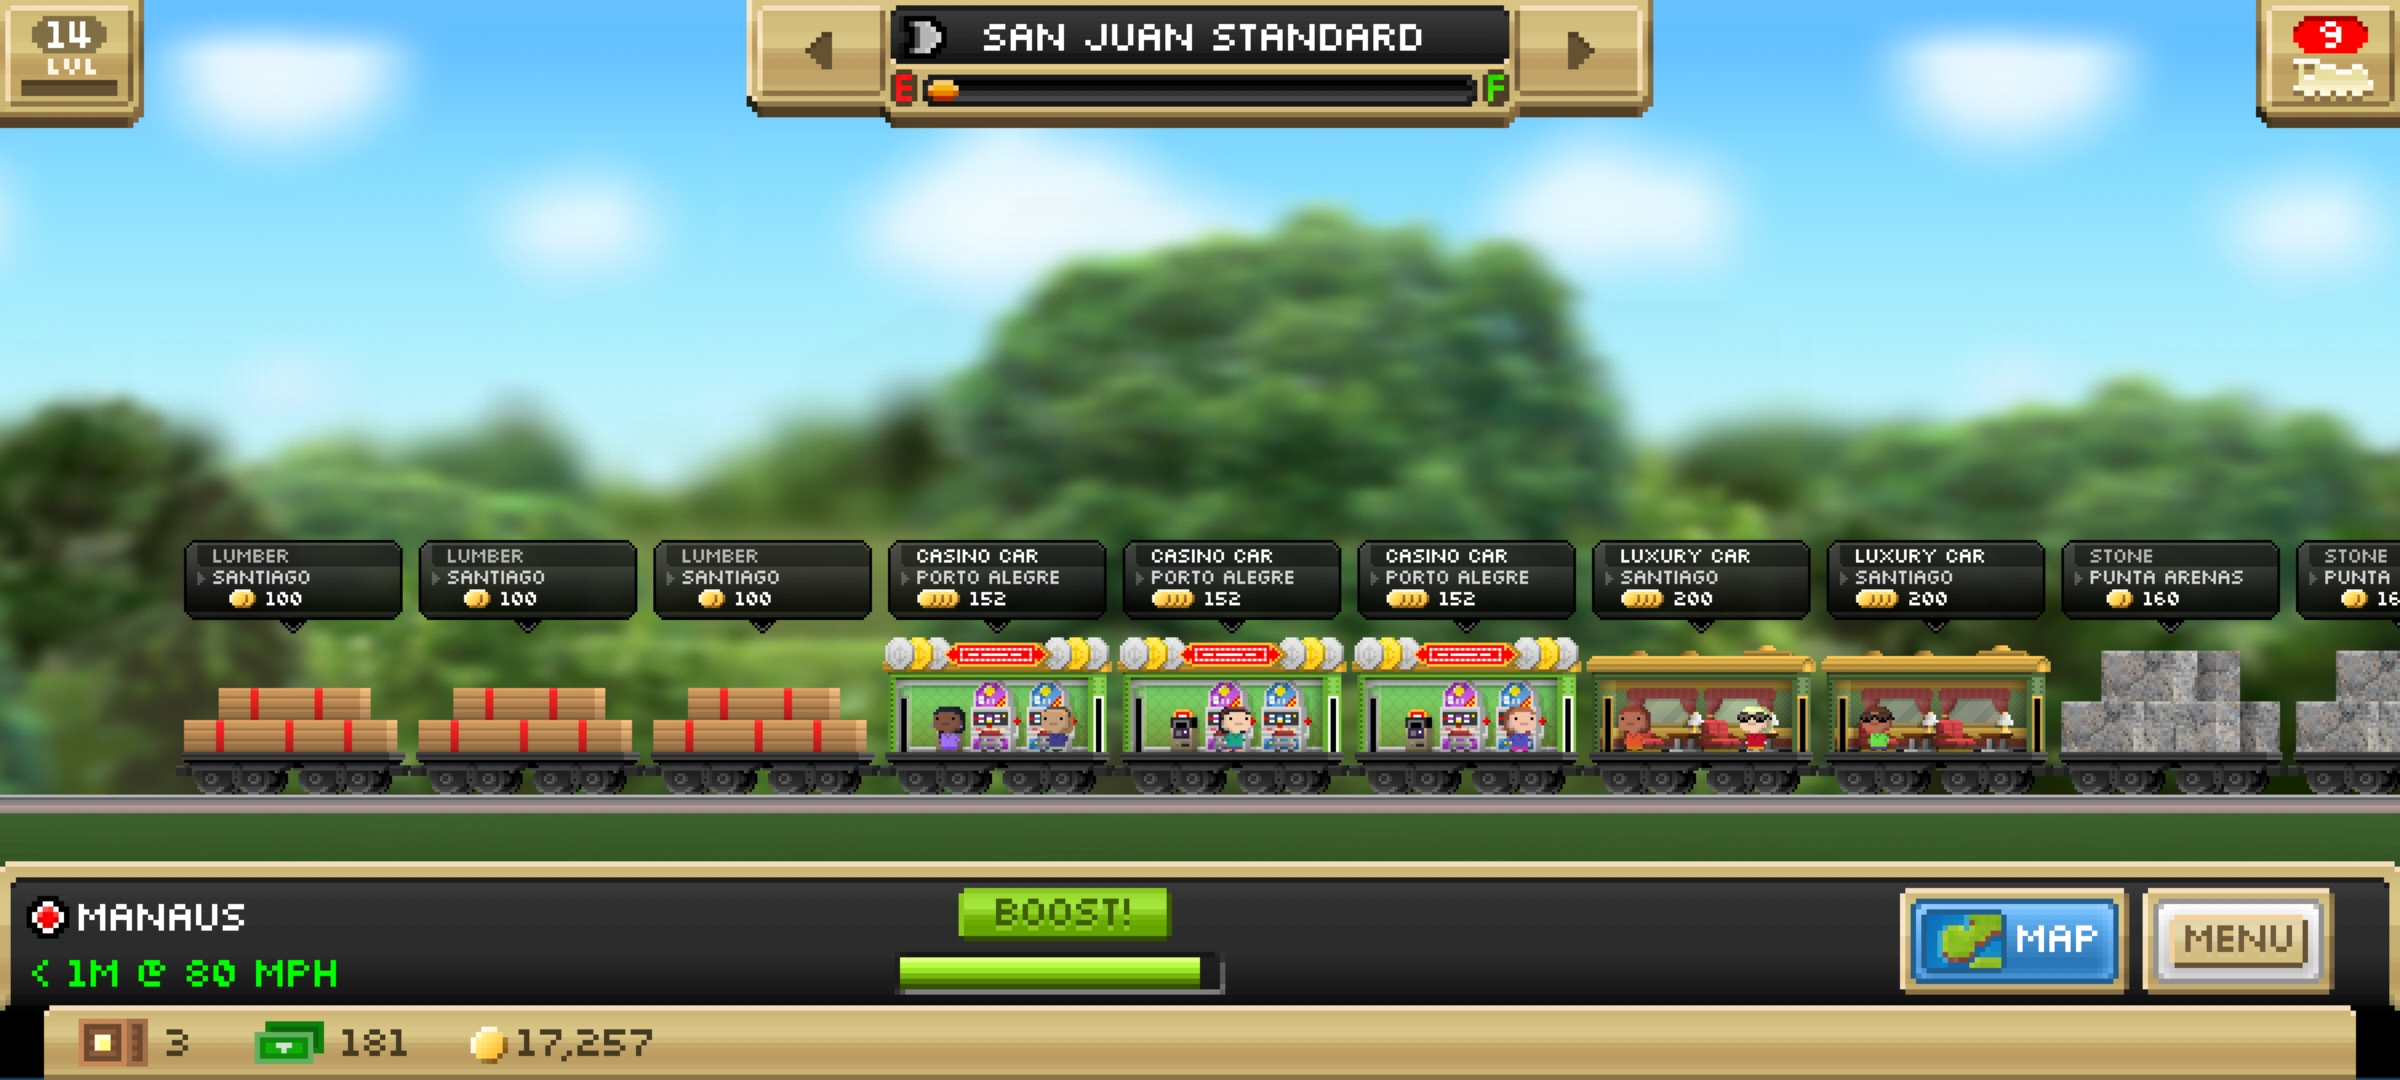 14
LVL
SAN JUAN STANDARD
E F
9
LUMBER
SANTIAGO
100
LUMBER
SANTIAGO
100
LUMBER
SANTIAGO
100
CASINO CAR
PORTO ALEGRE
152
CASINO CAR
PORTO ALEGRE
152
CASINO CAR
PORTO ALEGRE
152
LUXURY CAR
SANTIAGO
200
LUXURY CAR
SANTIAGO
200
STONE
PUNTA ARENAS
160
STONE
PUNTA
16
MANAUS
< 1M @ 80 MPH
BOOST!
MAP
MENU
3
181
17,257